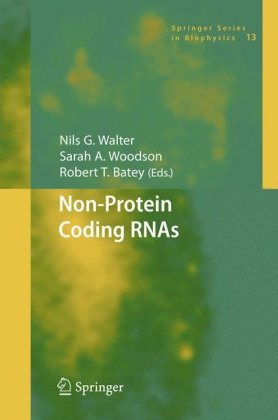 Springer Series
in Biophysics 13
Nils G. Walter
Sarah A. Woodson
Robert T. Batey (Eds.)
Non-Protein
Coding RNAs
Springer